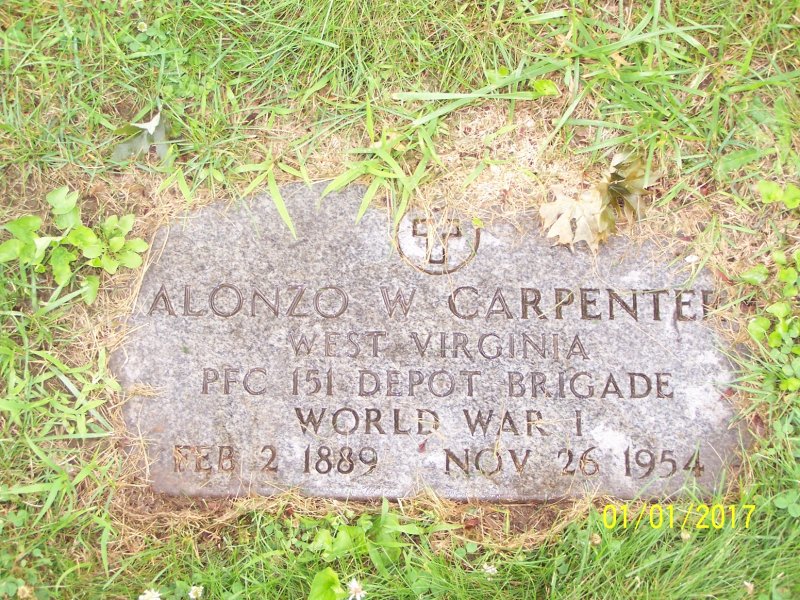 ALONZO W CARPENTER
WEST VIRGINIA
PFC 151 DEPOT BRIGADE
WORLD WAR I
FEB 2 1889 NOV 26 1954
01/01/2017